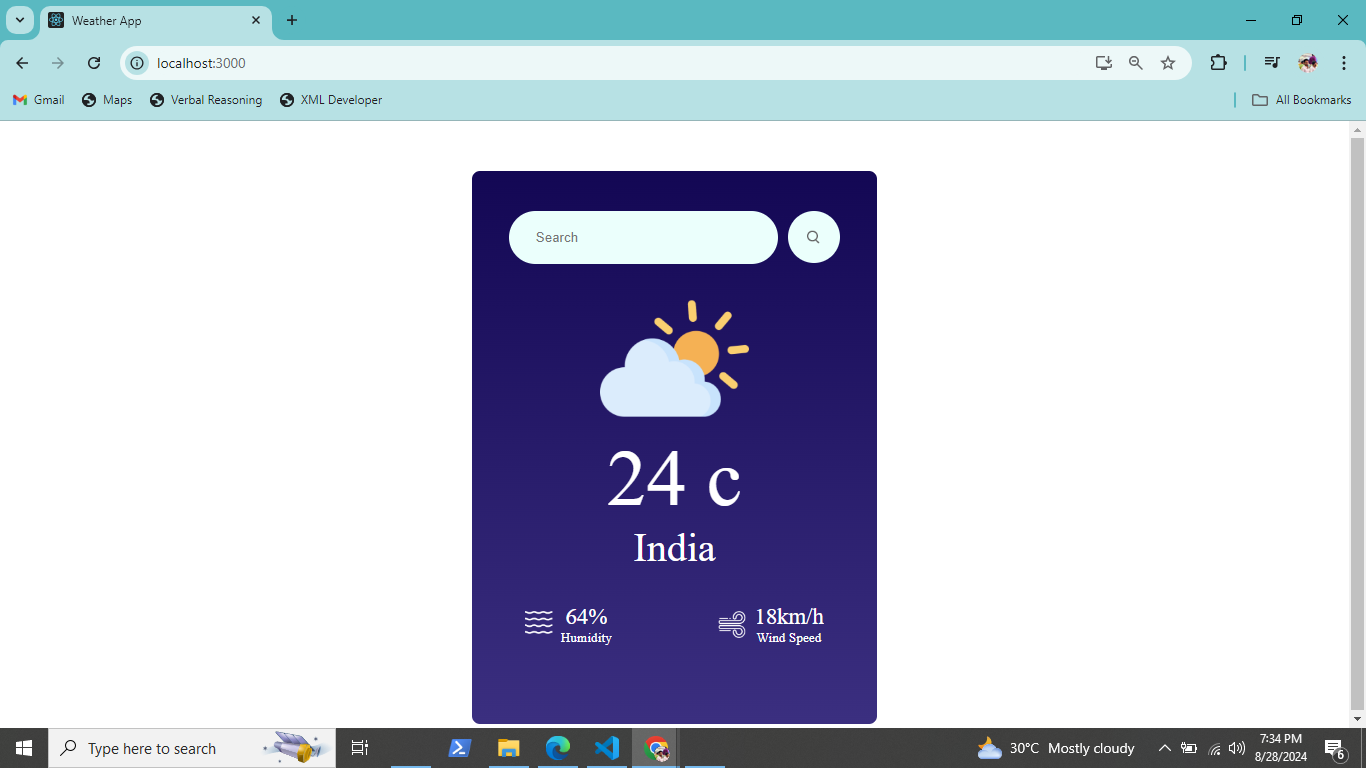 Weather App
localhost:3000
Gmail Maps Verbal Reasoning XML Developer All Bookmarks
Search
24 c
India
64% 18km/h
Humidity Wind Speed
Type here to search 30°C Mostly cloudy 7:34 PM
8/28/2024 6